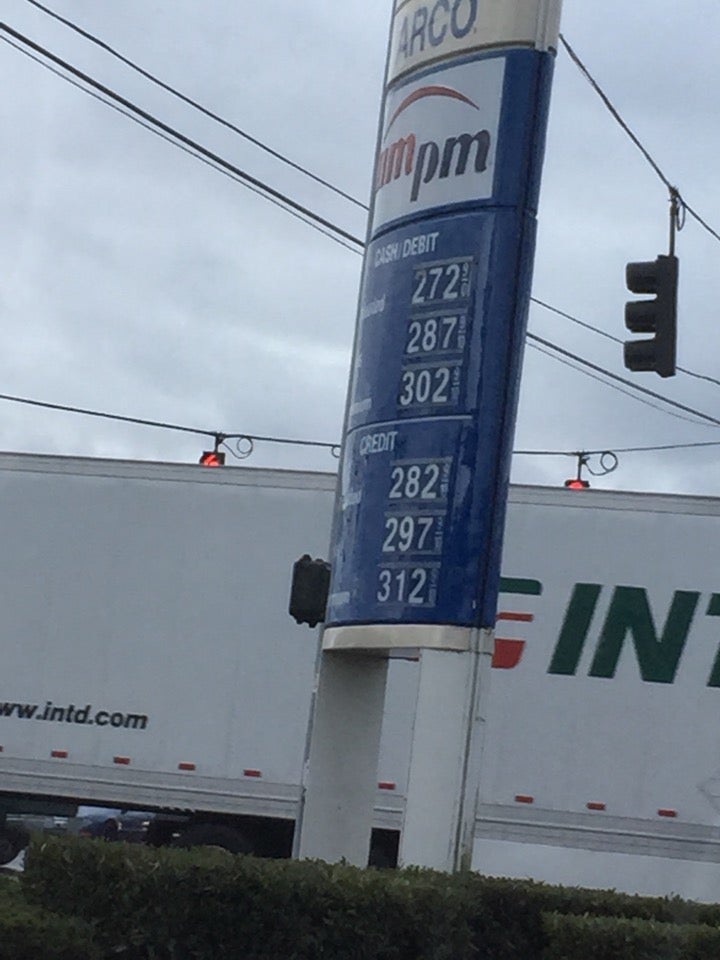 ARCO
ampm
CASH/DEBIT
272
287
302
CREDIT
282
297
312
INT
www.intd.com